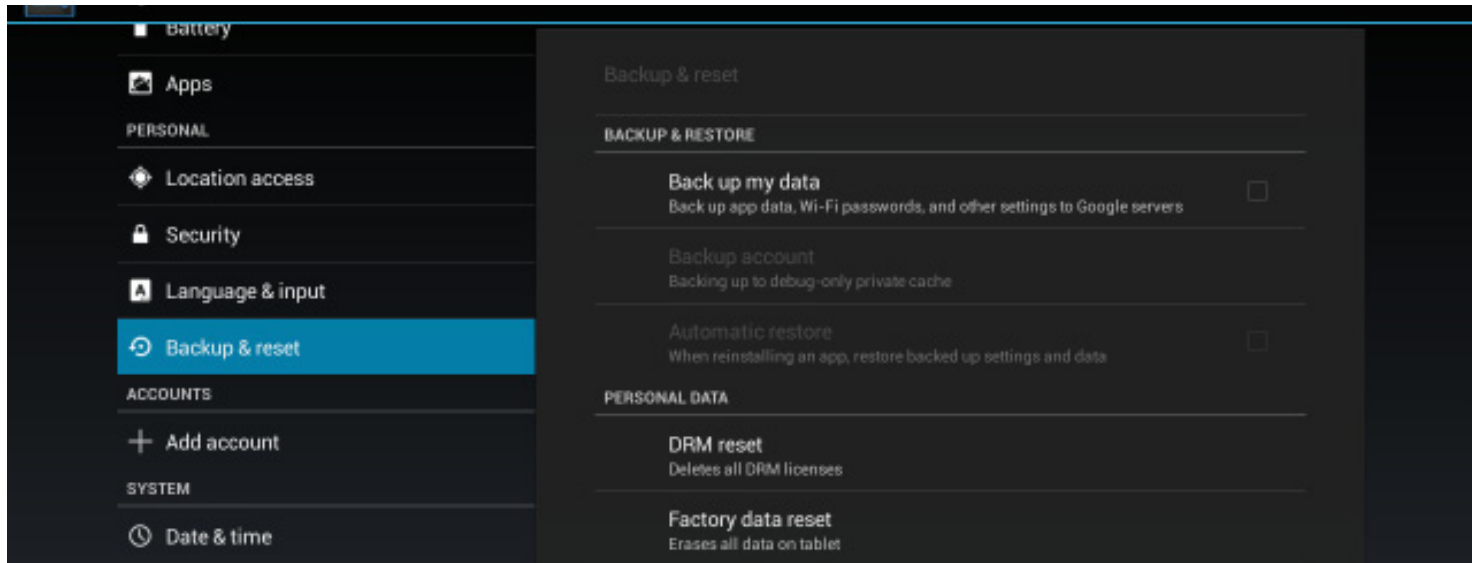 Battery
Apps
PERSONAL
Location access
Security
Language & input
Backup & reset
ACCOUNTS
Add account
SYSTEM
Date & time
Backup & reset
BACKUP & RESTORE
Back up my data
Back up app data, Wi-Fi passwords, and other settings to Google servers
Backup account
Backing up to debug-only private cache
Automatic restore
When reinstalling an app, restore backed up settings and data
PERSONAL DATA
DRM reset
Deletes all DRM licenses
Factory data reset
Erases all data on tablet